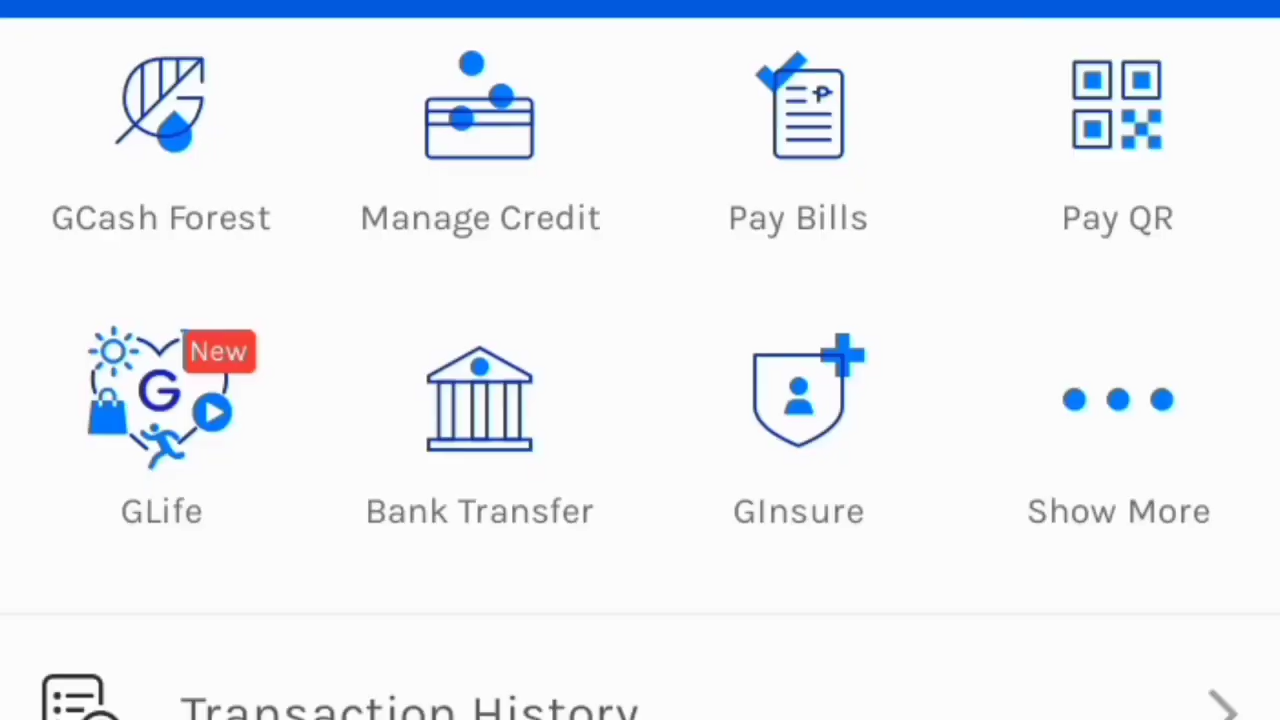 GCash Forest
Manage Credit
Pay Bills
Pay QR
New
GLife
Bank Transfer
GInsure
Show More
Transaction History